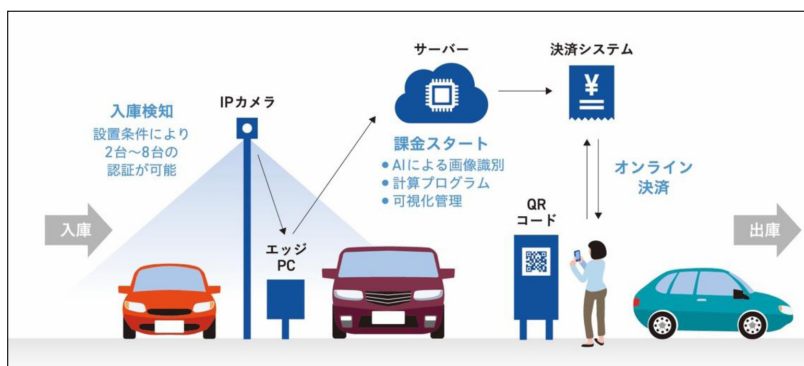 入庫
入庫検知
設置条件により
2台〜8台の
認証が可能
IPカメラ
エッジ
PC
サーバー
課金スタート
● AIによる画像識別
● 計算プログラム
● 可視化管理
決済システム
¥
オンライン
決済
QR
コード
出庫